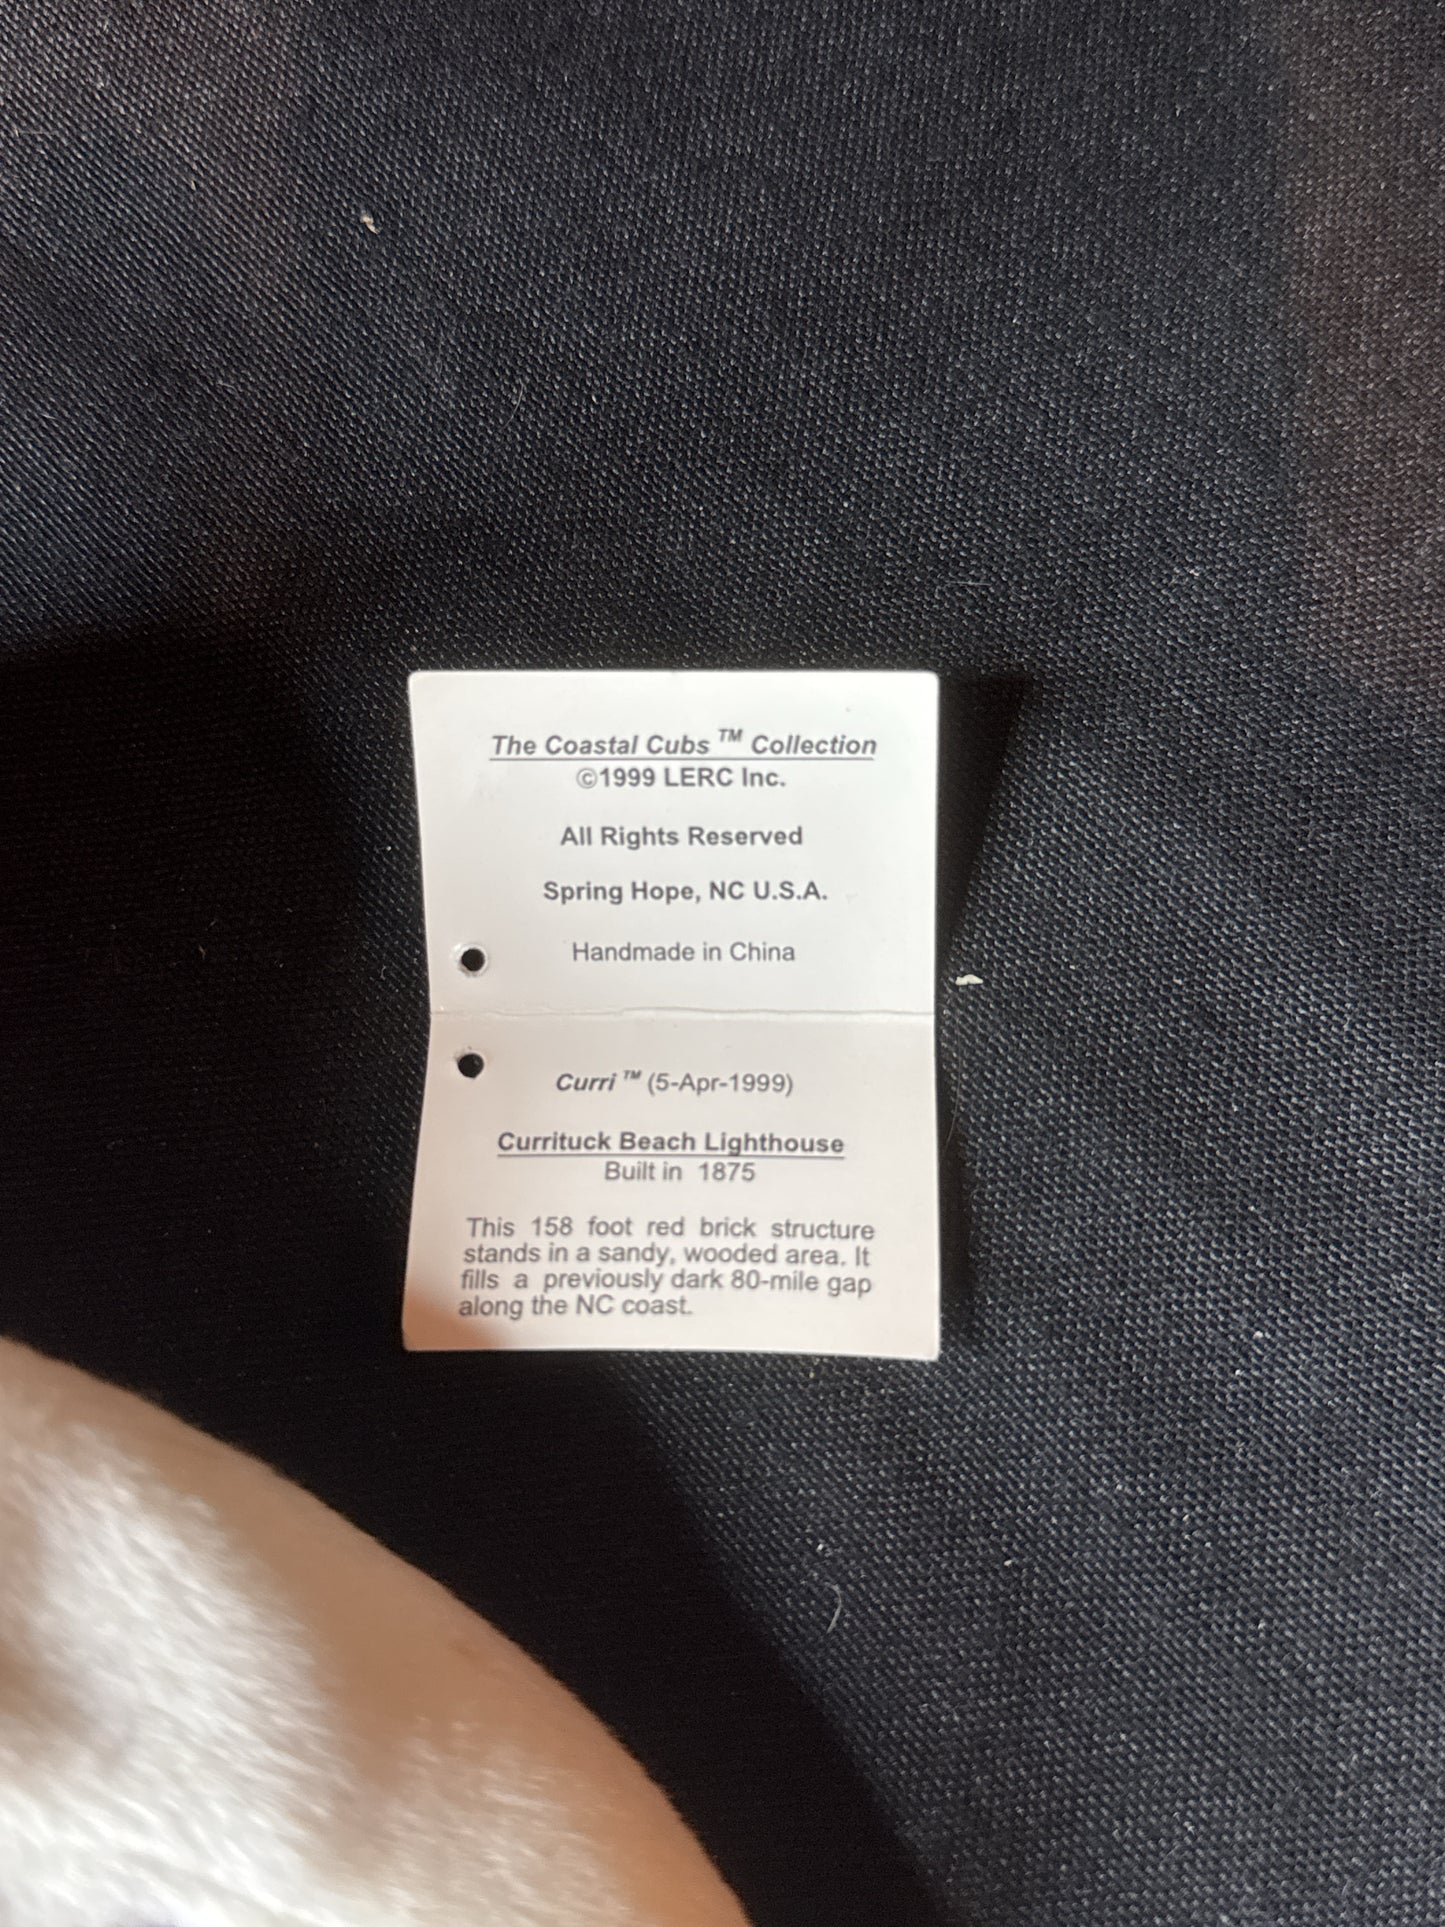 The Coastal Cubs ™ Collection
©1999 LERC Inc.
All Rights Reserved
Spring Hope, NC U.S.A.
Handmade in China
Curri ™ (5-Apr-1999)
Currituck Beach Lighthouse
Built in 1875
This 158 foot red brick structure
stands in a sandy, wooded area. It
fills a previously dark 80-mile gap
along the NC coast.